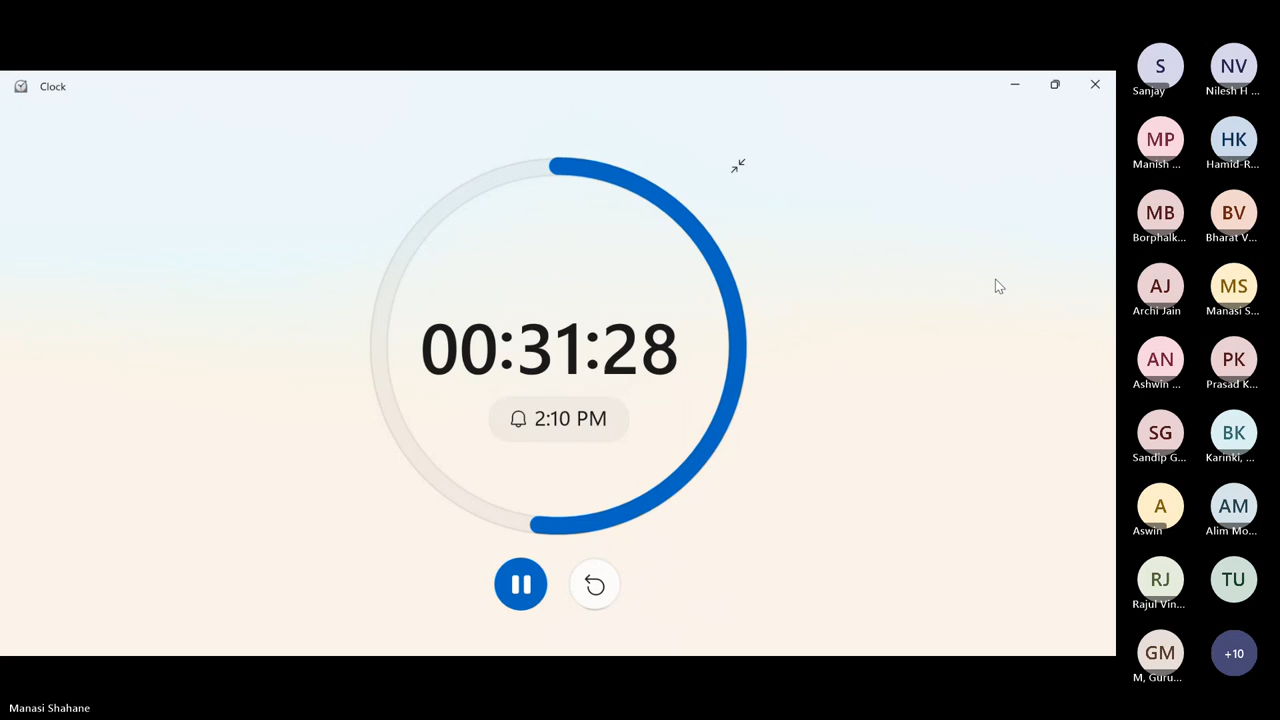 Clock
00:31:28
2:10 PM
S
Sanjay
NV
Nilesh H ...
MP
Manish ...
HK
Hamid-R...
MB
Borphalk...
BV
Bharat V...
AJ
Archi Jain
MS
Manasi S...
AN
Ashwin ...
PK
Prasad K...
SG
Sandip G...
BK
Karinki, ...
A
Aswin
AM
Alim Mo...
RJ
Rajul Vin...
TU
GM
M, Guru...
+10
Manasi Shahane